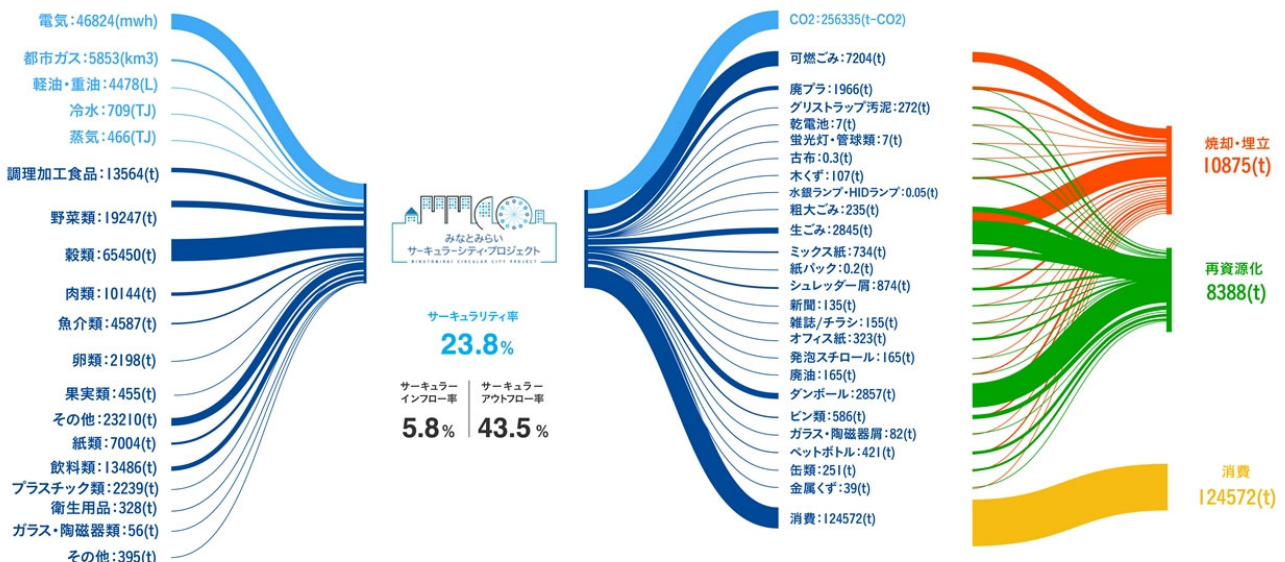 電気:46824(mwh)
都市ガス:5853(km3)
軽油・重油:4478(L)
冷水:709(TJ)
蒸気:466(TJ)
調理加工食品:13564(t)
野菜類:19247(t)
穀類:65450(t)
肉類:10144(t)
魚介類:4587(t)
卵類:2198(t)
果実類:455(t)
その他:23210(t)
紙類:7004(t)
飲料類:13486(t)
プラスチック類:2239(t)
衛生用品:328(t)
ガラス・陶磁器類:56(t)
その他:395(t)
みなとみらい
サーキュラーシティ・プロジェクト
MINATOMIRAI CIRCULAR CITY PROJECT
サーキュラリティ率
23.8%
サーキュラー
インフロー率
5.8%
サーキュラー
アウトフロー率
43.5%
CO2:256335(t-CO2)
可燃ごみ:7204(t)
廃プラ:1966(t)
グリストラップ汚泥:272(t)
乾電池:7(t)
蛍光灯・管球類:7(t)
古布:0.3(t)
木くず:107(t)
水銀ランプ・HIDランプ:0.05(t)
粗大ごみ:235(t)
生ごみ:2845(t)
ミックス紙:734(t)
紙パック:0.2(t)
シュレッダー屑:874(t)
新聞:135(t)
雑誌/チラシ:155(t)
オフィス紙:323(t)
発泡スチロール:165(t)
廃油:165(t)
ダンボール:2857(t)
ビン類:586(t)
ガラス・陶磁器屑:82(t)
ペットボトル:421(t)
缶類:251(t)
金属くず:39(t)
消費:124572(t)
焼却・埋立
10875(t)
再資源化
8388(t)
消費
124572(t)